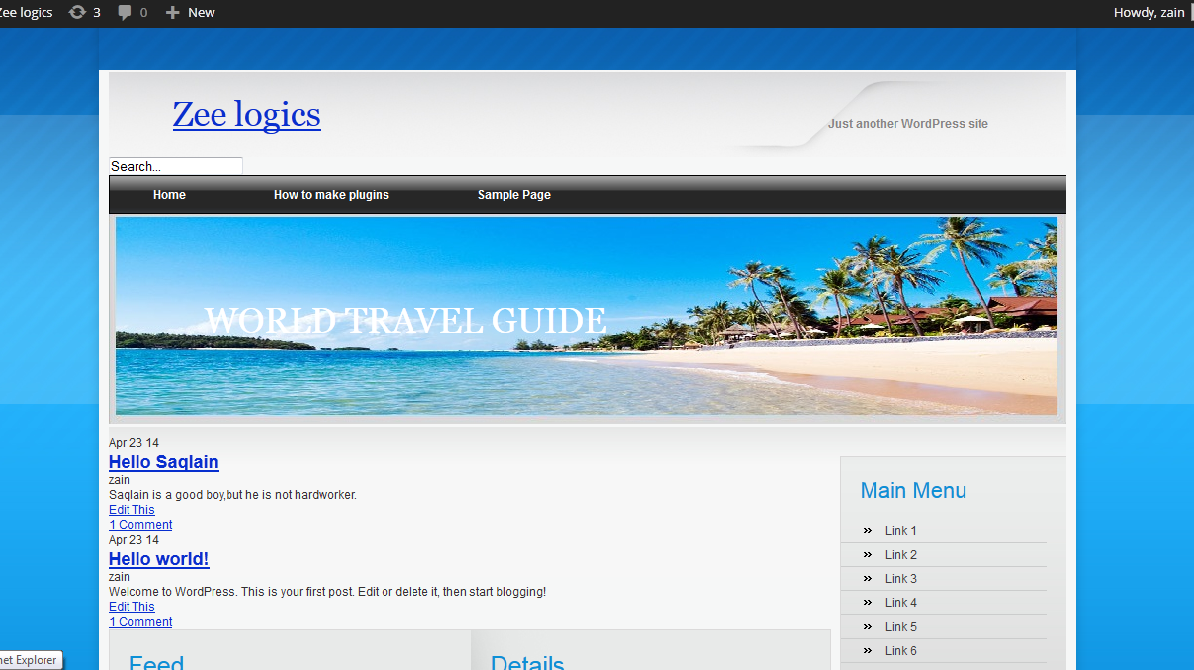 Zee logics 3 0 + New Howdy, zain
Zee logics
Just another WordPress site
Search...
Home How to make plugins Sample Page
WORLD TRAVEL GUIDE
Apr 23 14
Hello Saqlain
zain
Saqlain is a good boy,but he is not hardworker.
Edit This
1 Comment
Apr 23 14
Hello world!
zain
Welcome to WordPress. This is your first post. Edit or delete it, then start blogging!
Edit This
1 Comment
Main Menu
Link 1
Link 2
Link 3
Link 4
Link 5
Link 6
Feed Details
net Explorer